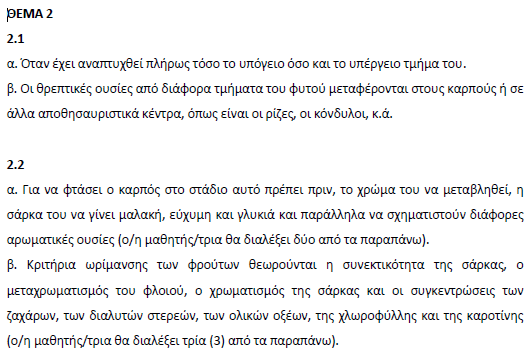 ΘΕΜΑ 2
2.1
α. Όταν έχει αναπτυχθεί πλήρως τόσο το υπόγειο όσο και το υπέργειο τμήμα του.
β. Οι θρεπτικές ουσίες από διάφορα τμήματα του φυτού μεταφέρονται στους καρπούς ή σε
άλλα αποθησαυριστικά κέντρα, όπως είναι οι ρίζες, οι κόνδυλοι, κ.ά.
2.2
α. Για να φτάσει ο καρπός στο στάδιο αυτό πρέπει πριν, το χρώμα του να μεταβληθεί, η
σάρκα του να γίνει μαλακή, εύχυμη και γλυκιά και παράλληλα να σχηματιστούν διάφορες
αρωματικές ουσίες (ο/η μαθητής/τρια θα διαλέξει δύο από τα παραπάνω).
β. Κριτήρια ωρίμανσης των φρούτων θεωρούνται η συνεκτικότητα της σάρκας, ο
μεταχρωματισμός του φλοιού, ο χρωματισμός της σάρκας και οι συγκεντρώσεις των
ζαχάρων, των διαλυτών στερεών, των ολικών οξέων, της χλωροφύλλης και της καροτίνης
(ο/η μαθητής/τρια θα διαλέξει τρία (3) από τα παραπάνω).